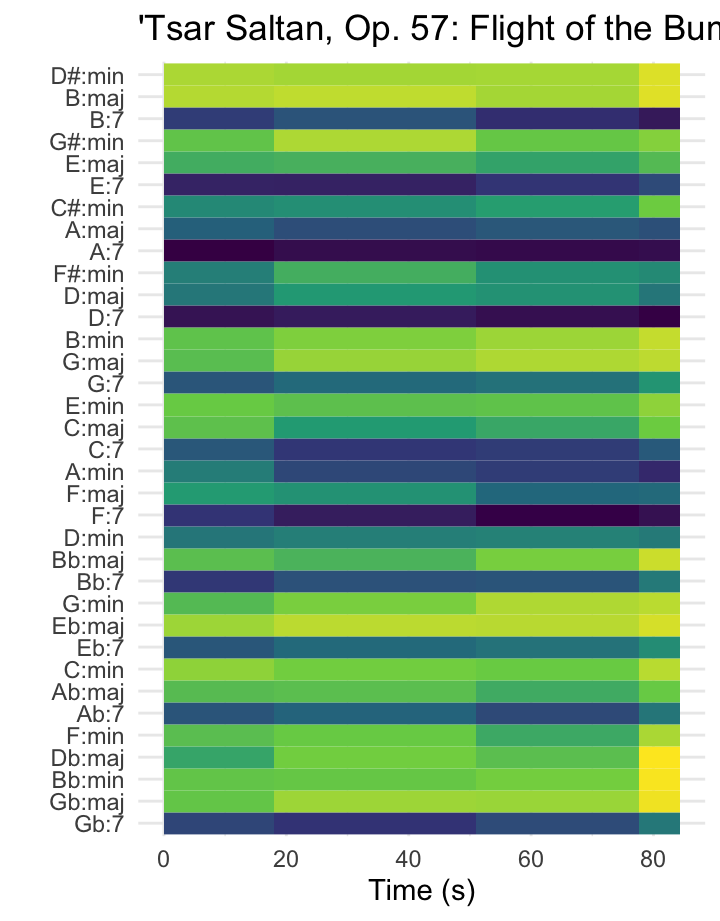 'Tsar Saltan, Op. 57: Flight of the Bun
D#:min
B:maj
B:7
G#:min
E:maj
E:7
C#:min
A:maj
A:7
F#:min
D:maj
D:7
B:min
G:maj
G:7
E:min
C:maj
C:7
A:min
F:maj
F:7
D:min
Bb:maj
Bb:7
G:min
Eb:maj
Eb:7
C:min
Ab:maj
Ab:7
F:min
Db:maj
Bb:min
Gb:maj
Gb:7
0 20 40 60 80
Time (s)